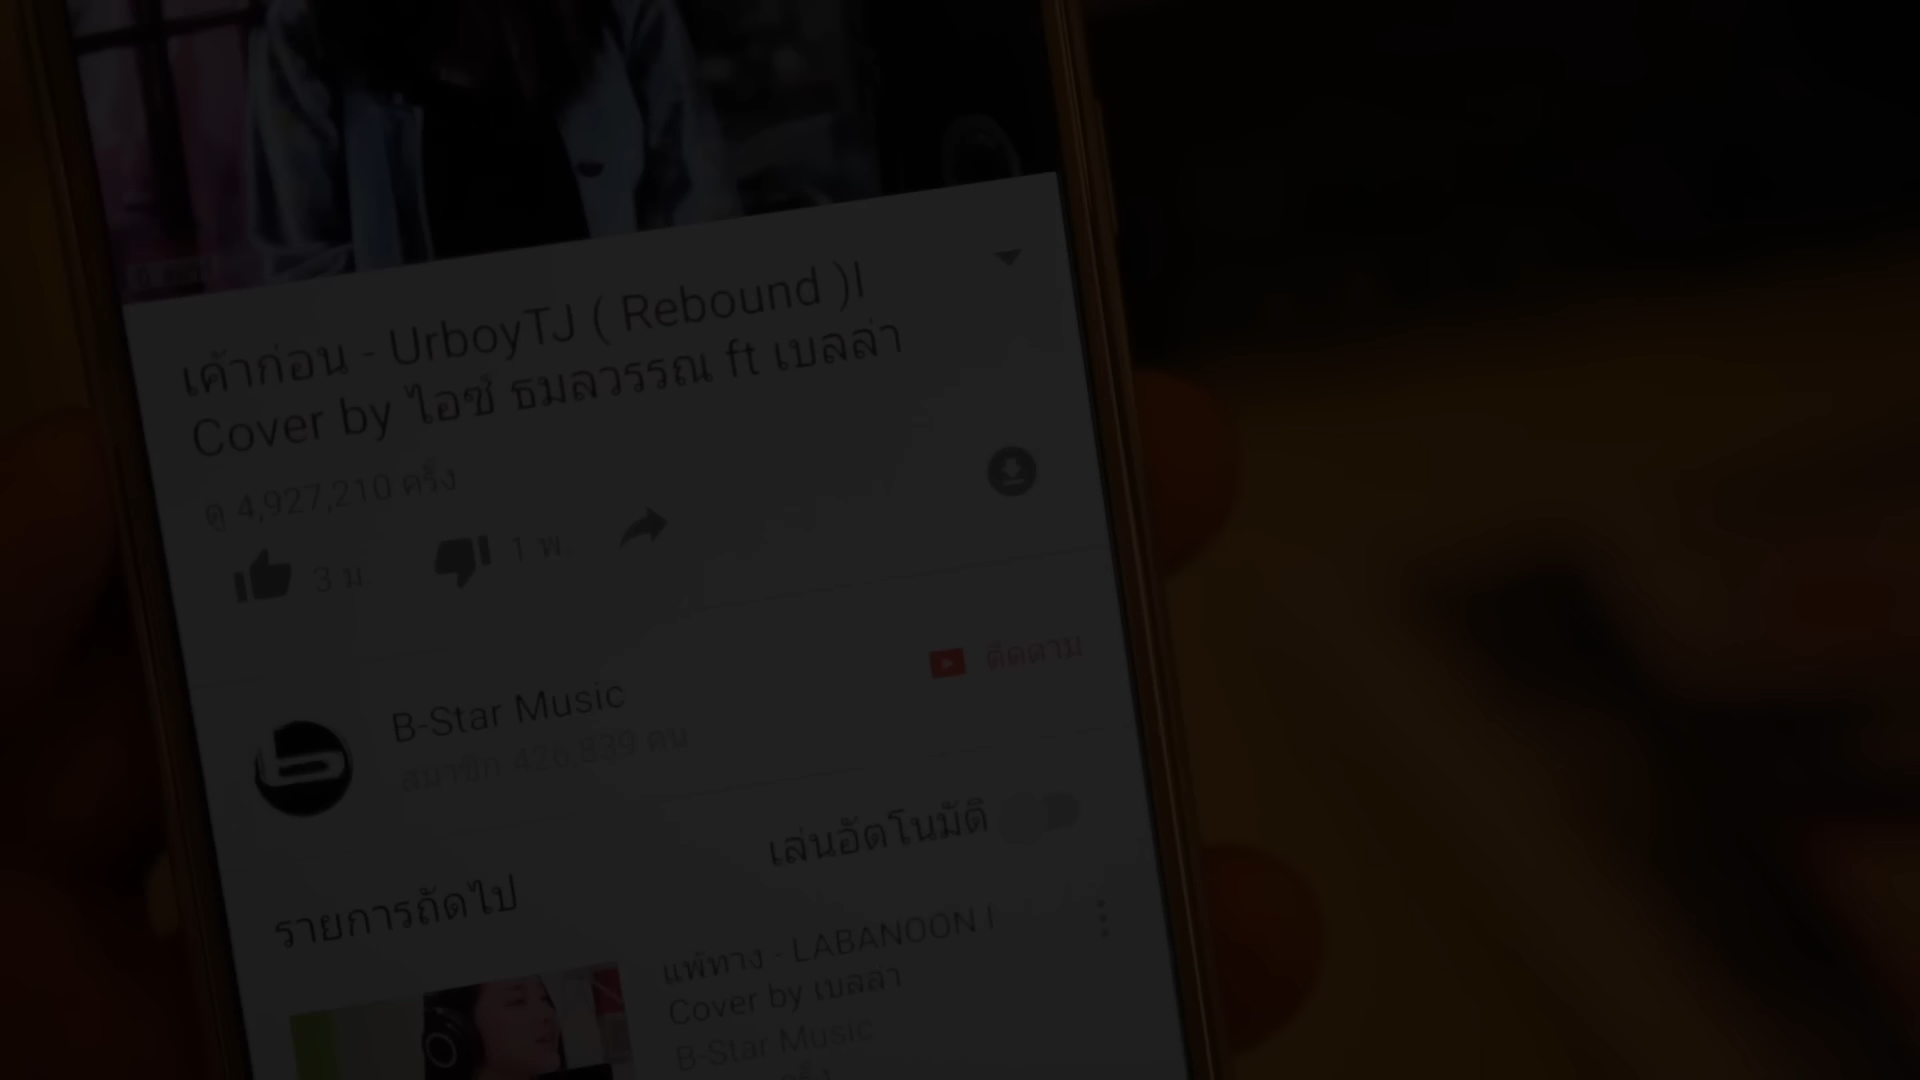 เค้าก่อน - UrboyTJ ( Rebound )l
Cover by ไอซ์ ธมลวรรณ ft เบลล่า
ดู 4,927,210 ครั้ง
3 ม. 1 พ
B-Star Music
ติดตาม
สมาชิก 426,839 คน
เล่นอัตโนมัติ
รายการถัดไป
แพ้ทาง - LABANOON l
Cover by เบลล่า
B-Star Music